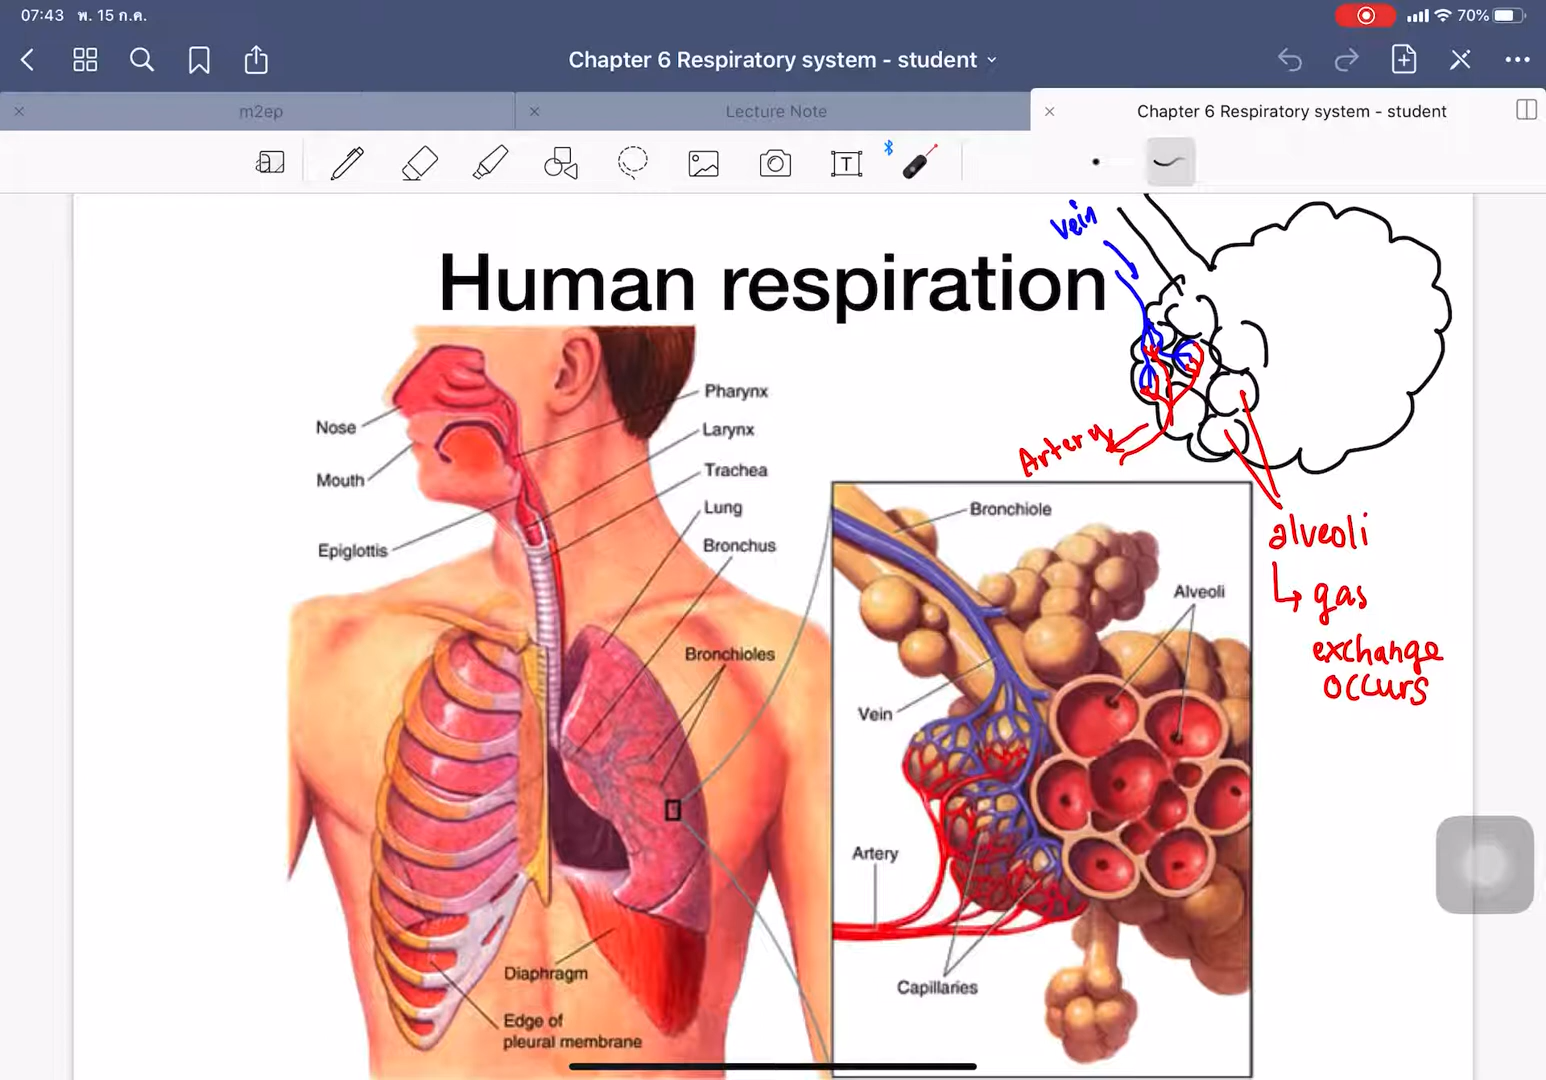 07:43 พ. 15 ก.ค.
70%
Chapter 6 Respiratory system - student
m2ep
Lecture Note
Chapter 6 Respiratory system - student
T
Vein
Human respiration
Pharynx
Nose
Larynx
Artery
Mouth
Trachea
Lung
Bronchus
Epiglottis
Bronchiole
alveoli
gas
exchange
occurs
Alveoli
Bronchioles
Vein
Artery
Diaphragm
Capillaries
Edge of
pleural membrane